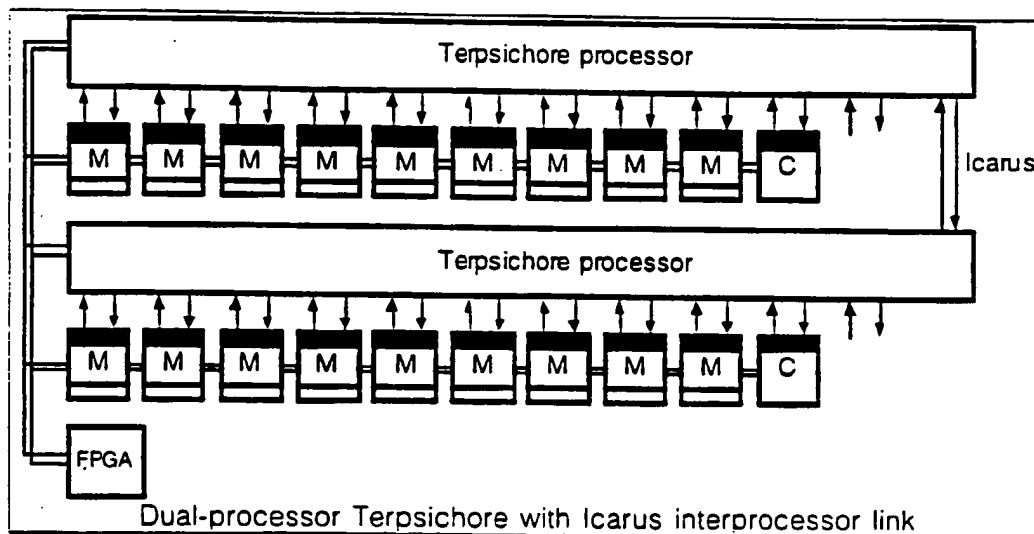 Terpsichore processor
M M M M M M M M M C
Icarus
Terpsichore processor
M M M M M M M M M C
FPGA
Dual-processor Terpsichore with Icarus interprocessor link